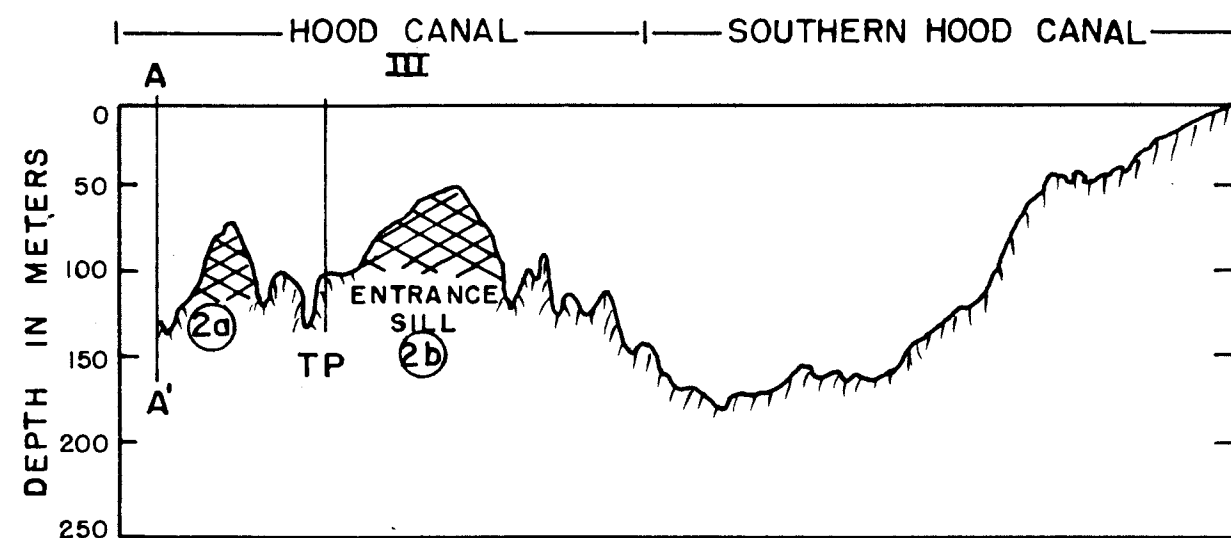 HOOD CANAL
SOUTHERN HOOD CANAL
III
A
0
50
100
150
200
250
DEPTH IN METERS
ENTRANCE
SILL
2a
2b
TP
A'